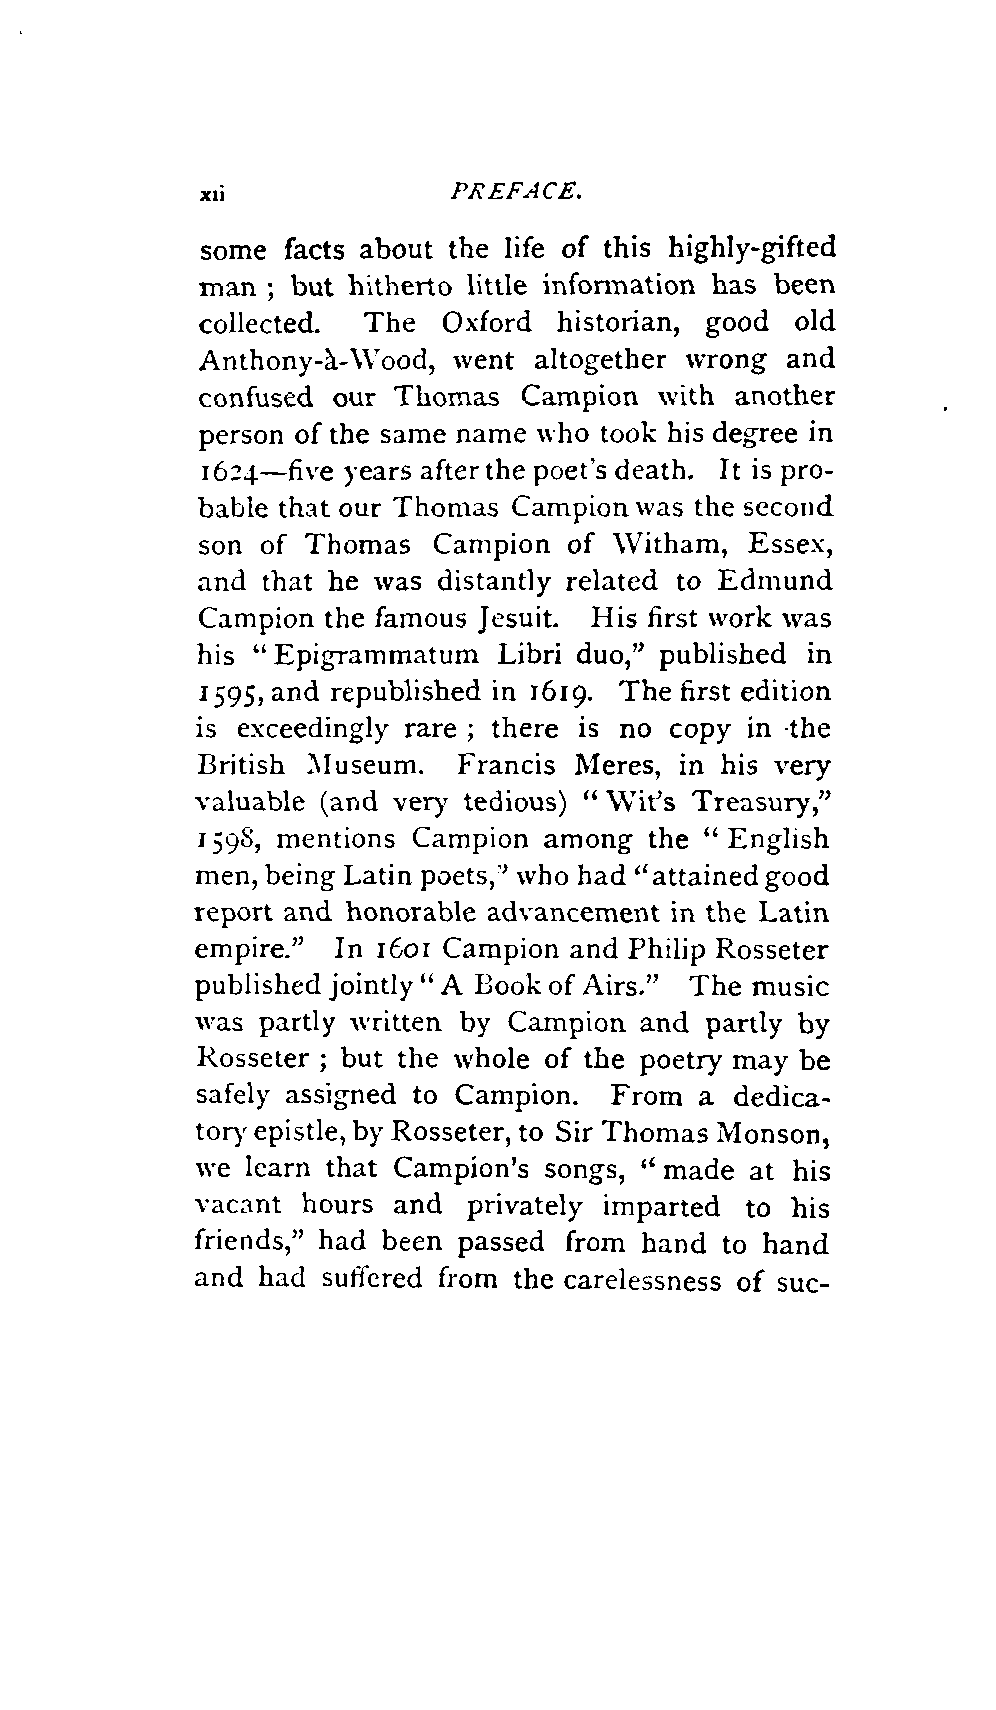 xii PREFACE.
some facts about the life of this highly-gifted
man ; but hitherto little information has been
collected. The Oxford historian, good old
Anthony-à-Wood, went altogether wrong and
confused our Thomas Campion with another
person of the same name who took his degree in
1624—five years after the poet's death. It is pro-
bable that our Thomas Campion was the second
son of Thomas Campion of Witham, Essex,
and that he was distantly related to Edmund
Campion the famous Jesuit. His first work was
his “Epigrammatum Libri duo,” published in
1595, and republished in 1619. The first edition
is exceedingly rare ; there is no copy in the
British Museum. Francis Meres, in his very
valuable (and very tedious) “Wit's Treasury,”
1598, mentions Campion among the “English
men, being Latin poets,” who had “attained good
report and honorable advancement in the Latin
empire.” In 1601 Campion and Philip Rosseter
published jointly “A Book of Airs.” The music
was partly written by Campion and partly by
Rosseter ; but the whole of the poetry may be
safely assigned to Campion. From a dedica-
tory epistle, by Rosseter, to Sir Thomas Monson,
we learn that Campion's songs, “made at his
vacant hours and privately imparted to his
friends,” had been passed from hand to hand
and had suffered from the carelessness of suc-